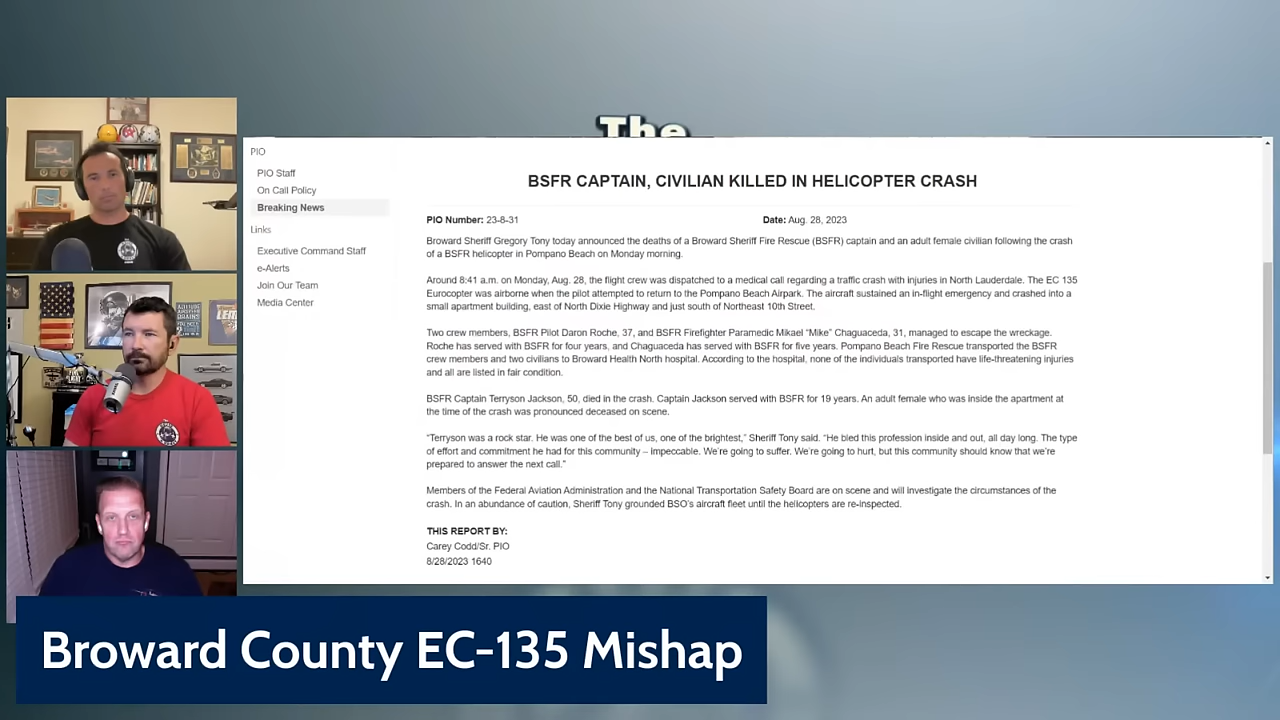 The
PIO
PIO Staff
On Call Policy
Breaking News
Links
Executive Command Staff
e-Alerts
Join Our Team
Media Center
BSFR CAPTAIN, CIVILIAN KILLED IN HELICOPTER CRASH
PIO Number: 23-8-31
Date: Aug. 28, 2023
Broward Sheriff Gregory Tony today announced the deaths of a Broward Sheriff Fire Rescue (BSFR) captain and an adult female civilian following the crash
of a BSFR helicopter in Pompano Beach on Monday morning.
Around 8:41 a.m. on Monday, Aug. 28, the flight crew was dispatched to a medical call regarding a traffic crash with injuries in North Lauderdale. The EC 135
Eurocopter was airborne when the pilot attempted to return to the Pompano Beach Airpark. The aircraft sustained an in-flight emergency and crashed into a
small apartment building, east of North Dixie Highway and just south of Northeast 10th Street.
Two crew members, BSFR Pilot Daron Roche, 37, and BSFR Firefighter Paramedic Mikael “Mike” Chaguaceda, 31, managed to escape the wreckage.
Roche has served with BSFR for four years, and Chaguaceda has served with BSFR for five years. Pompano Beach Fire Rescue transported the BSFR
crew members and two civilians to Broward Health North hospital. According to the hospital, none of the individuals transported have life-threatening injuries
and all are listed in fair condition.
BSFR Captain Terryson Jackson, 50, died in the crash. Captain Jackson served with BSFR for 19 years. An adult female who was inside the apartment at
the time of the crash was pronounced deceased on scene.
“Terryson was a rock star. He was one of the best of us, one of the brightest,” Sheriff Tony said. “He bled this profession inside and out, all day long. The type
of effort and commitment he had for this community – impeccable. We’re going to suffer. We’re going to hurt, but this community should know that we’re
prepared to answer the next call.”
Members of the Federal Aviation Administration and the National Transportation Safety Board are on scene and will investigate the circumstances of the
crash. In an abundance of caution, Sheriff Tony grounded BSO’s aircraft fleet until the helicopters are re-inspected.
THIS REPORT BY:
Carey Codd/Sr. PIO
8/28/2023 1640
Broward County EC-135 Mishap